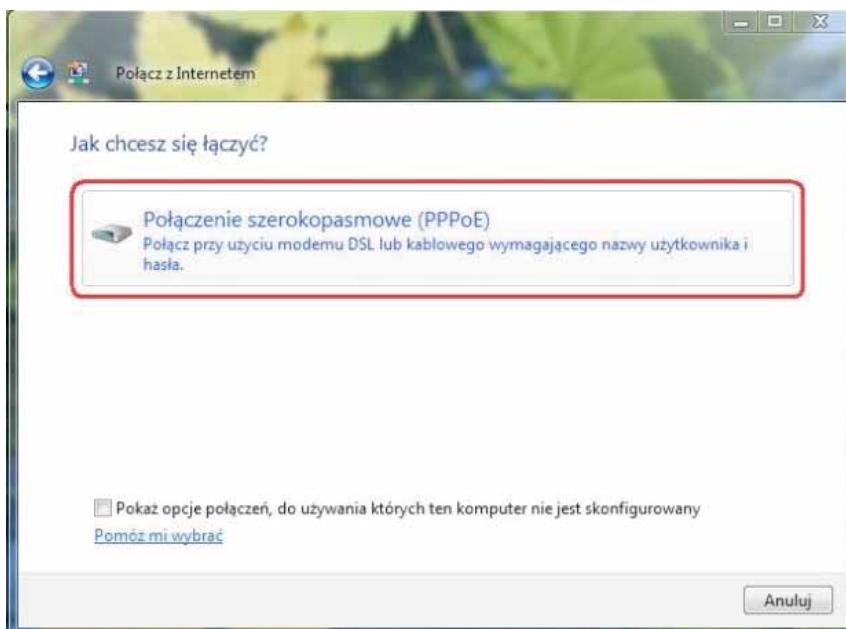 Połącz z Internetem
Jak chcesz się łączyć?
Połączenie szerokopasmowe (PPPoE)
Połącz przy użyciu modemu DSL lub kablowego wymagającego nazwy użytkownika i
hasła.
Pokaż opcje połączeń, do używania których ten komputer nie jest skonfigurowany
Pomóż mi wybrać
Anuluj